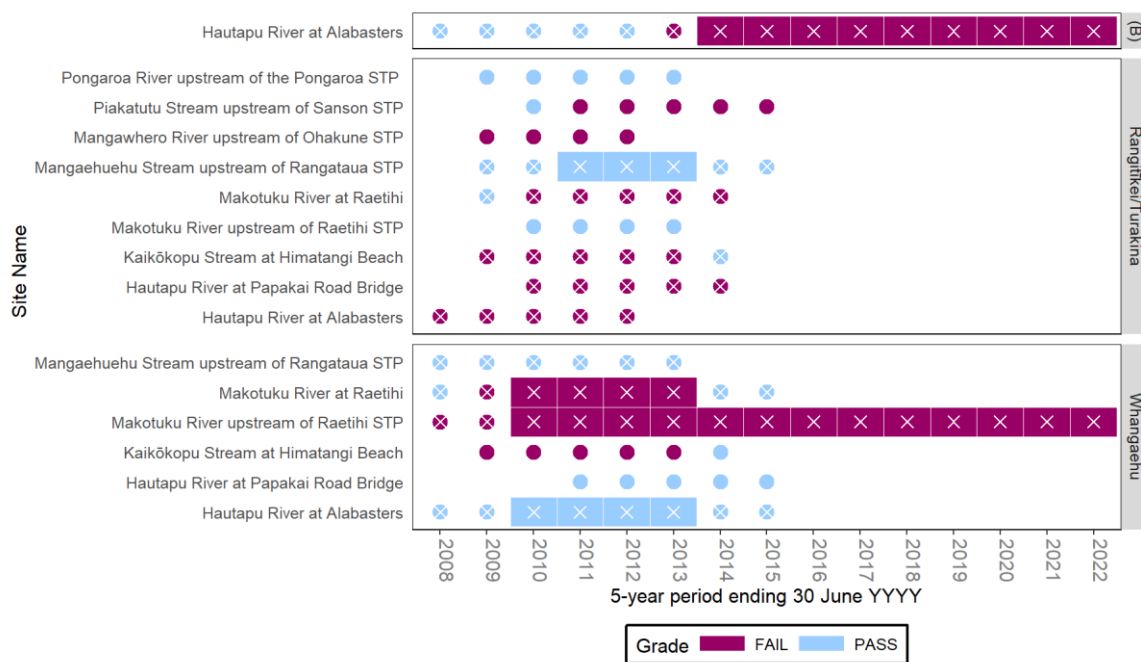 Site Name
Hautapu River at Alabasters
(B)
Pongaroa River upstream of the Pongaroa STP
Piakatutu Stream upstream of Sanson STP
Mangawhero River upstream of Ohakune STP
Mangaehuehu Stream upstream of Rangataua STP
Makotuku River at Raetihi
Makotuku River upstream of Raetihi STP
Kaikōkopu Stream at Himatangi Beach
Hautapu River at Papakai Road Bridge
Hautapu River at Alabasters
Rangitīkei/Turakina
Mangaehuehu Stream upstream of Rangataua STP
Makotuku River at Raetihi
Makotuku River upstream of Raetihi STP
Kaikōkopu Stream at Himatangi Beach
Hautapu River at Papakai Road Bridge
Hautapu River at Alabasters
Whangaehu
2008 2009 2010 2011 2012 2013 2014 2015 2016 2017 2018 2019 2020 2021 2022
5-year period ending 30 June YYYY
Grade FAIL PASS